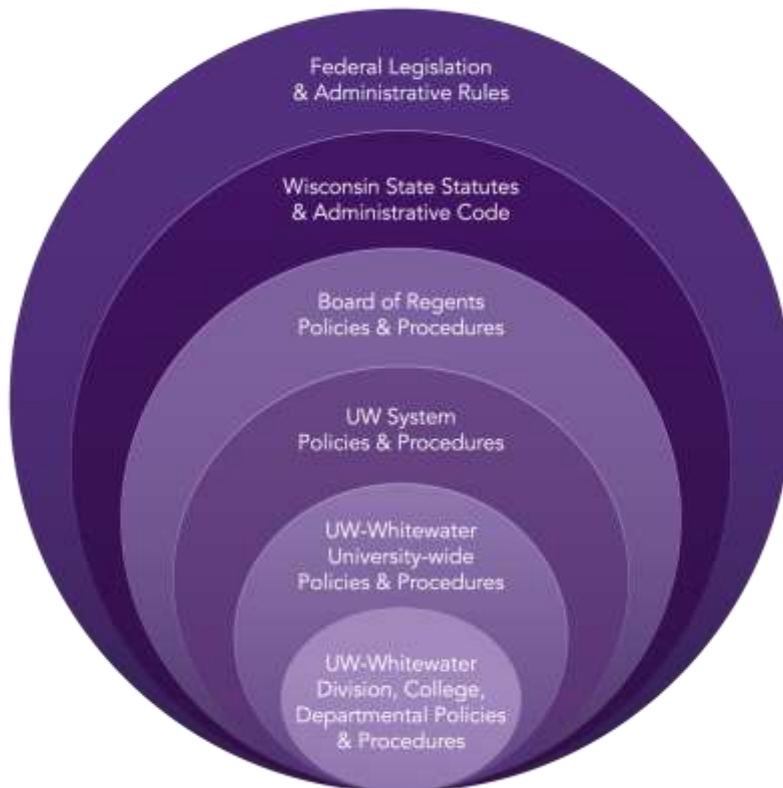 Federal Legislation
& Administrative Rules
Wisconsin State Statutes
& Administrative Code
Board of Regents
Policies & Procedures
UW System
Policies & Procedures
UW-Whitewater
University-wide
Policies & Procedures
UW-Whitewater
Division, College,
Departmental Policies
& Procedures